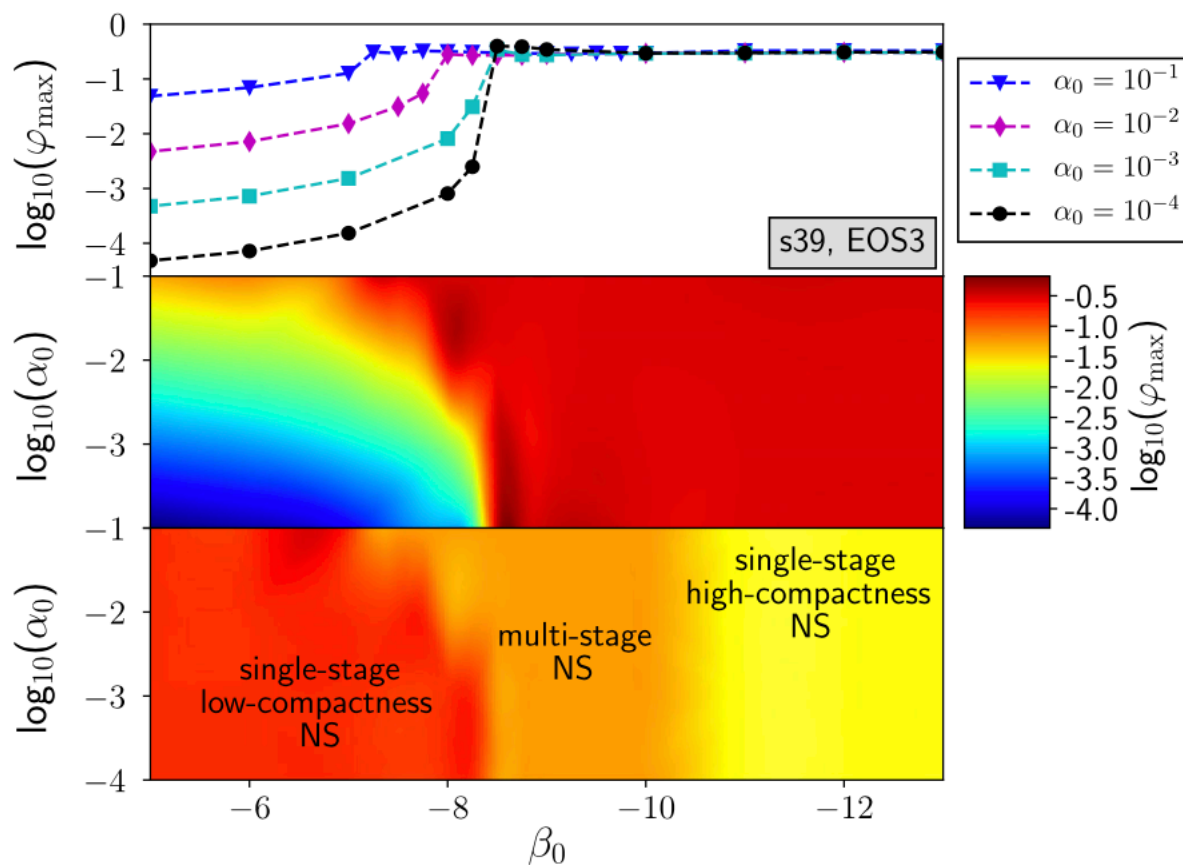 0
−1
−2
−3
−4
log₁₀(φmax)
α₀ = 10⁻¹
α₀ = 10⁻²
α₀ = 10⁻³
α₀ = 10⁻⁴
s39, EOS3
−1
−2
−3
log₁₀(α₀)
-0.5
-1.0
-1.5
-2.0
-2.5
-3.0
-3.5
-4.0
log₁₀(φmax)
−1
−2
−3
−4
log₁₀(α₀)
single-stage
high-compactness
NS
multi-stage
NS
single-stage
low-compactness
NS
−6
−8
−10
−12
β₀